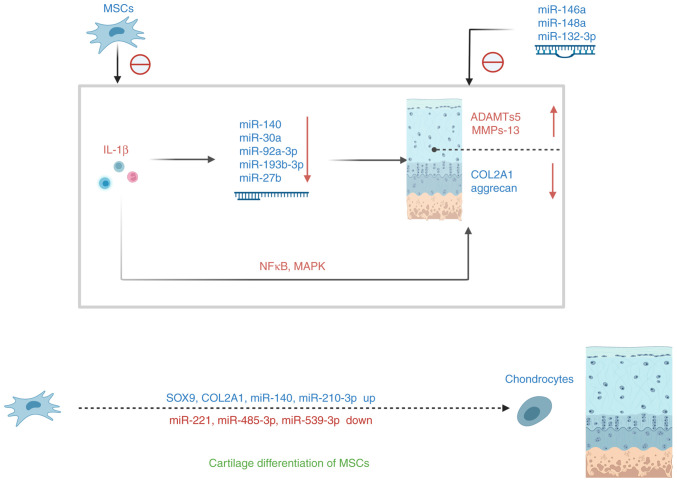 MSCs
miR-146a
miR-148a
miR-132-3p
IL-1β
miR-140
miR-30a
miR-92a-3p
miR-193b-3p
miR-27b
ADAMTs5
MMPs-13
COL2A1
aggrecan
NFκB, MAPK
SOX9, COL2A1, miR-140, miR-210-3p up
miR-221, miR-485-3p, miR-539-3p down
Chondrocytes
Cartilage differentiation of MSCs